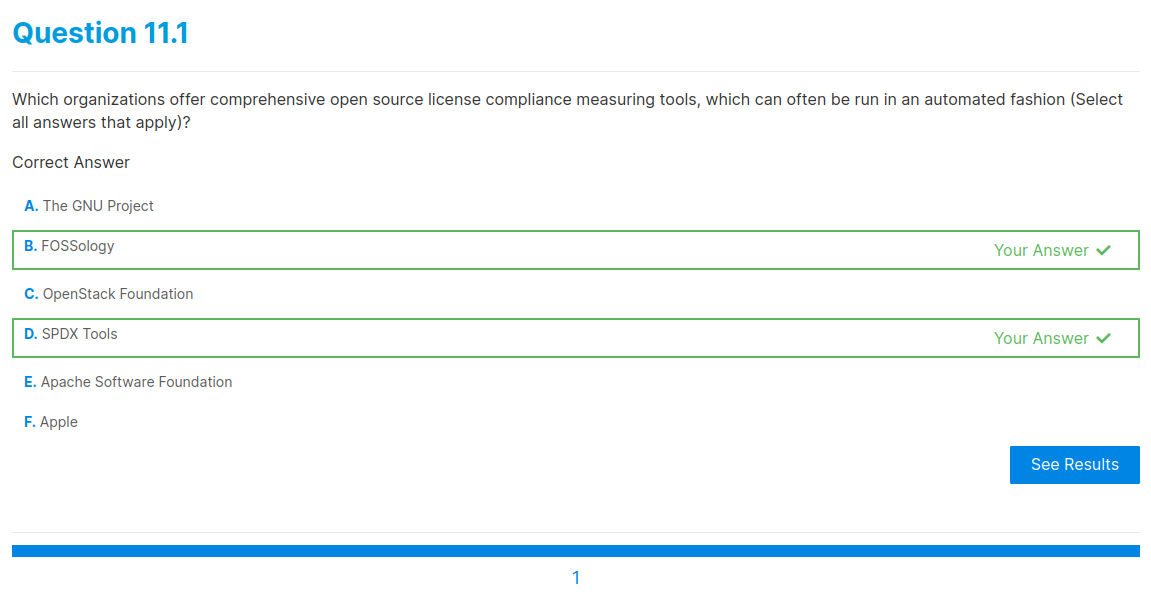 Question 11.1
Which organizations offer comprehensive open source license compliance measuring tools, which can often be run in an automated fashion (Select
all answers that apply)?
Correct Answer
A. The GNU Project
B. FOSSology
Your Answer ✔
C. OpenStack Foundation
D. SPDX Tools
Your Answer ✔
E. Apache Software Foundation
F. Apple
See Results
1